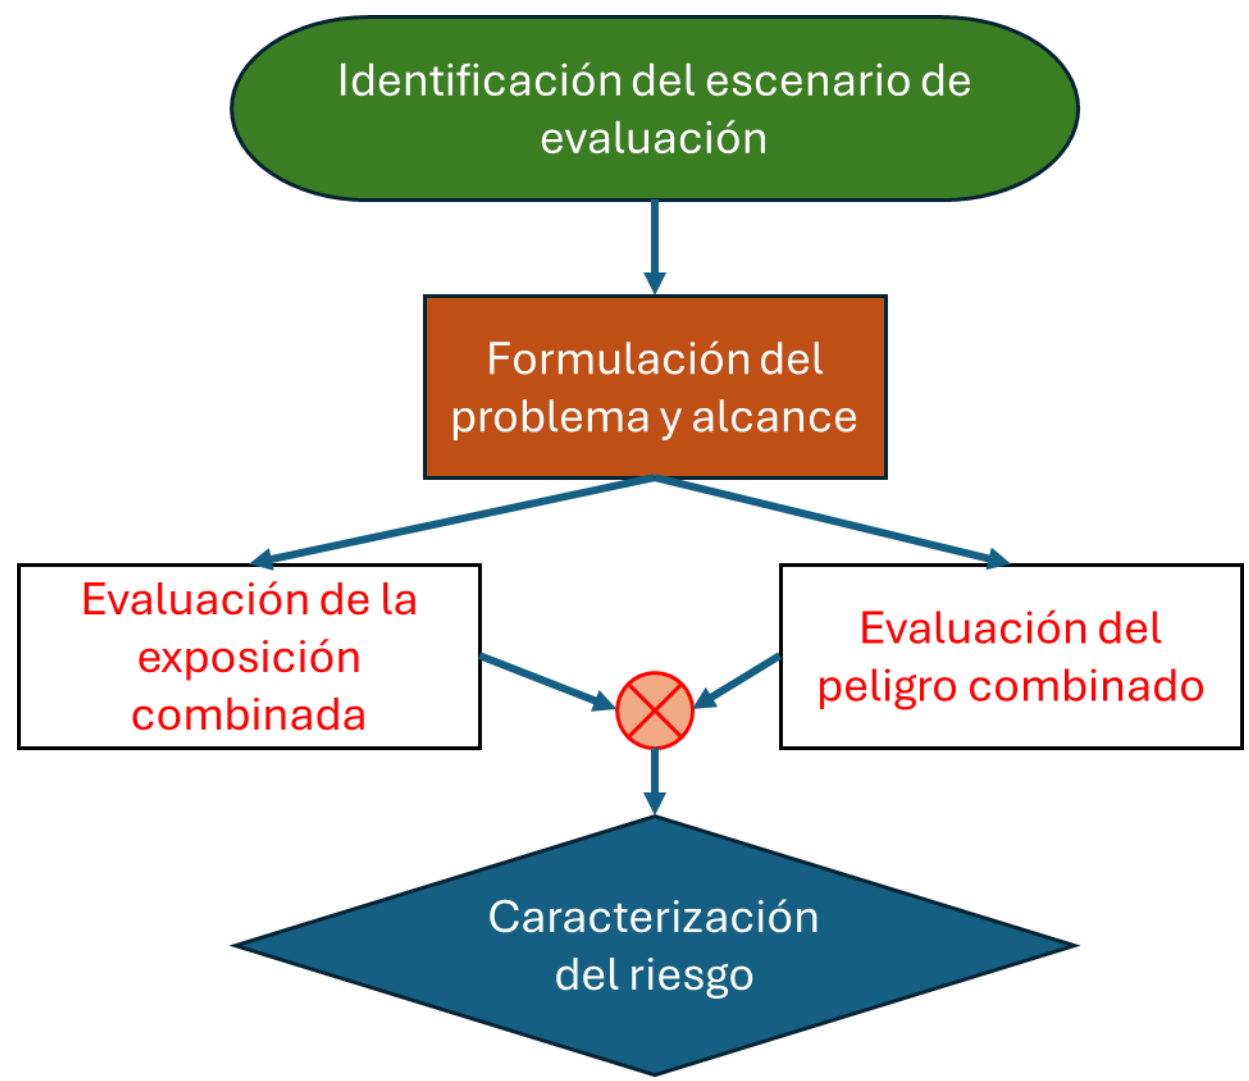 Identificación del escenario de
evaluación
Formulación del
problema y alcance
Evaluación de la
exposición
combinada
Evaluación del
peligro combinado
Caracterización
del riesgo